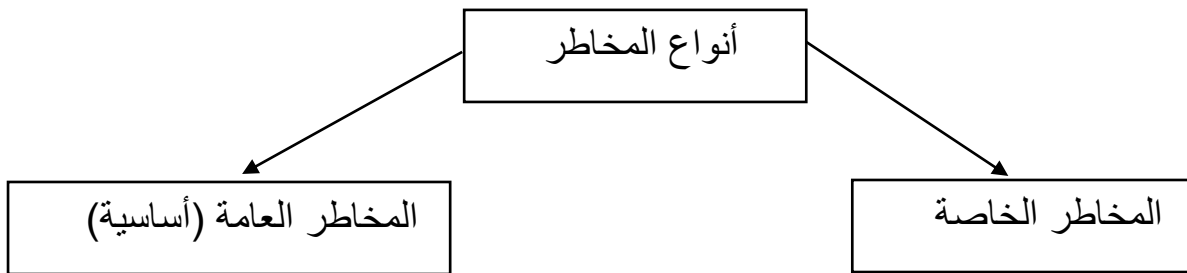 أنواع المخاطر
المخاطر الخاصة
المخاطر العامة (أساسية)